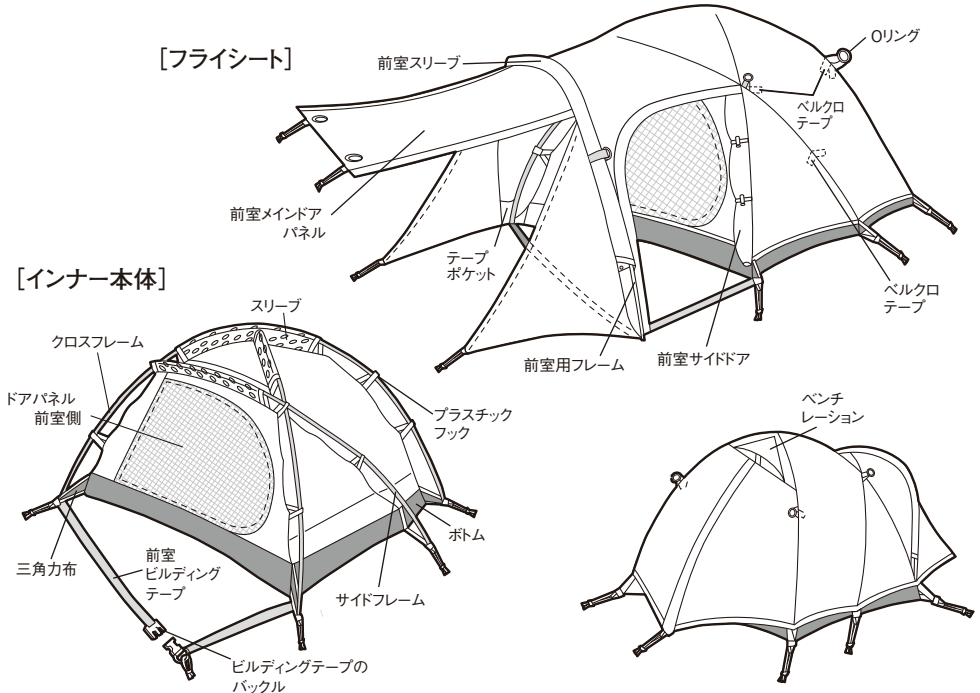 [フライシート]
前室スリーブ
Oリング
ベルクロ
テープ
前室メインドア
パネル
テープ
ポケット
ベルクロ
テープ
前室用フレーム
前室サイドドア
[インナー本体]
スリーブ
クロスフレーム
ドアパネル
前室側
プラスチック
フック
ボトム
三角力布
前室
ビルディング
テープ
サイドフレーム
ビルディングテープの
バックル
ベンチ
レーション